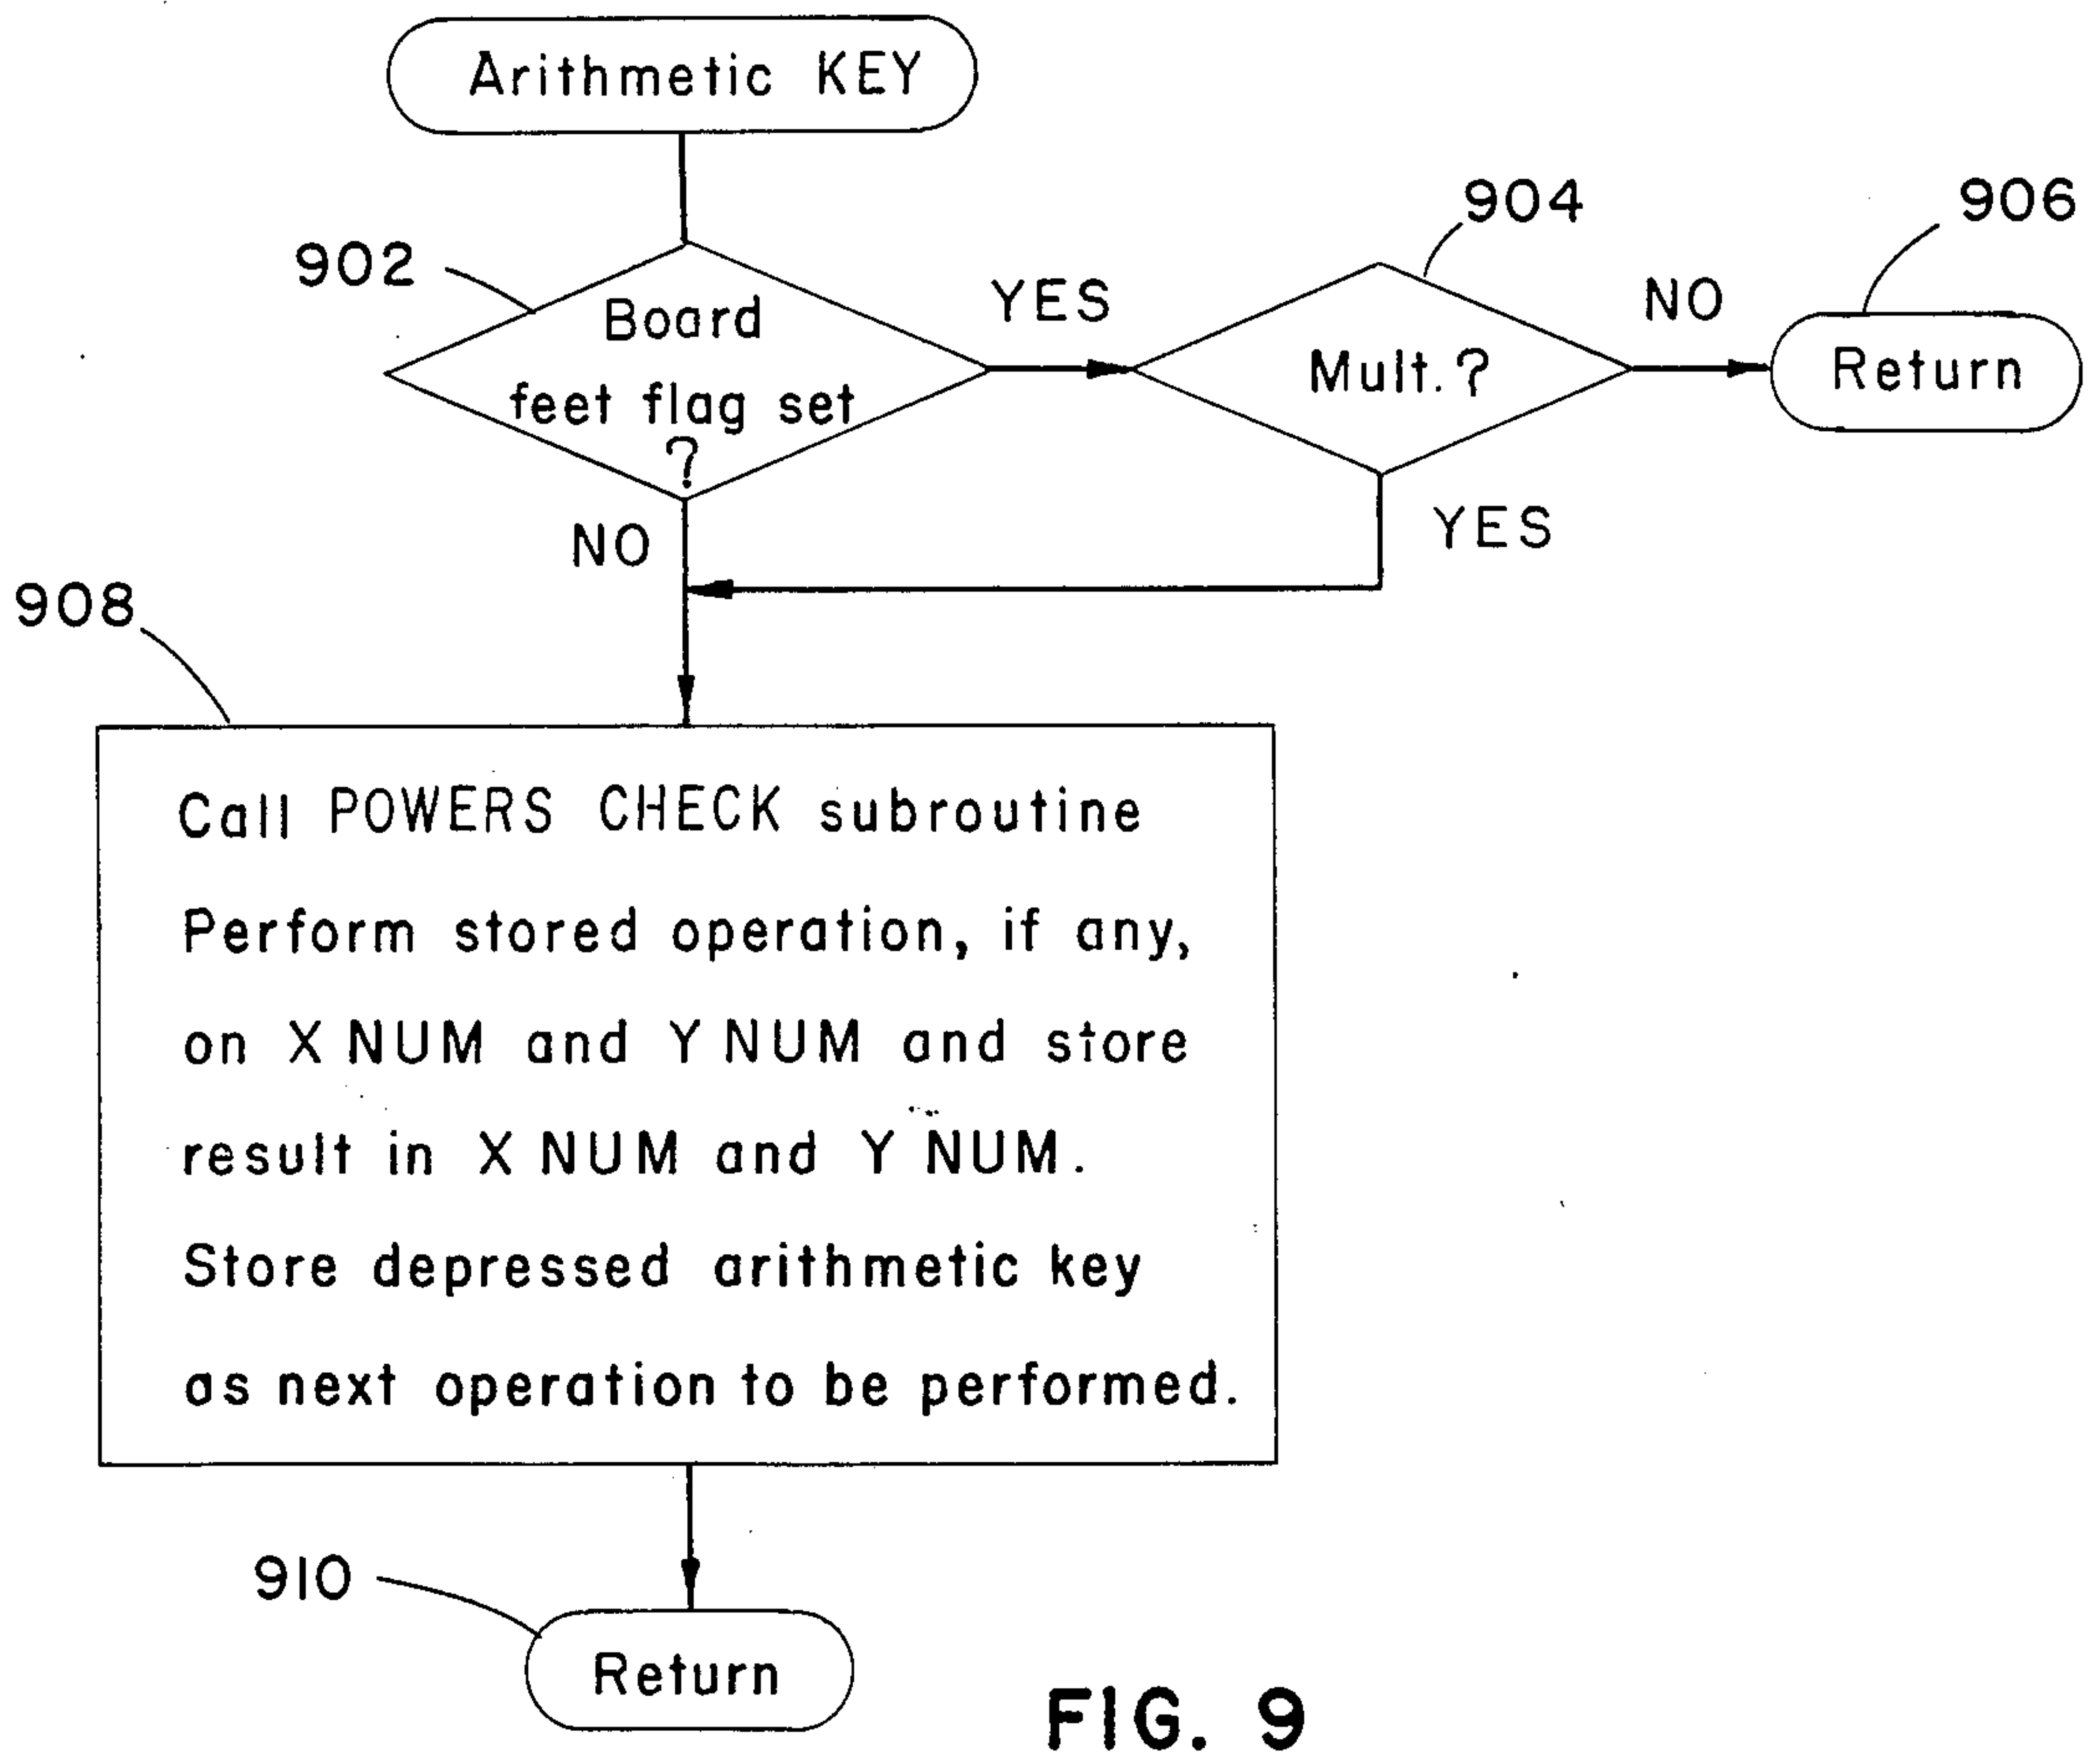 Arithmetic KEY
902
Board
feet flag set
?
YES
904
Mult.?
NO
906
Return
NO
YES
908
Call POWERS CHECK subroutine
Perform stored operation, if any,
on X NUM and Y NUM and store
result in X NUM and Y NUM.
Store depressed arithmetic key
as next operation to be performed.
910
Return
FIG. 9